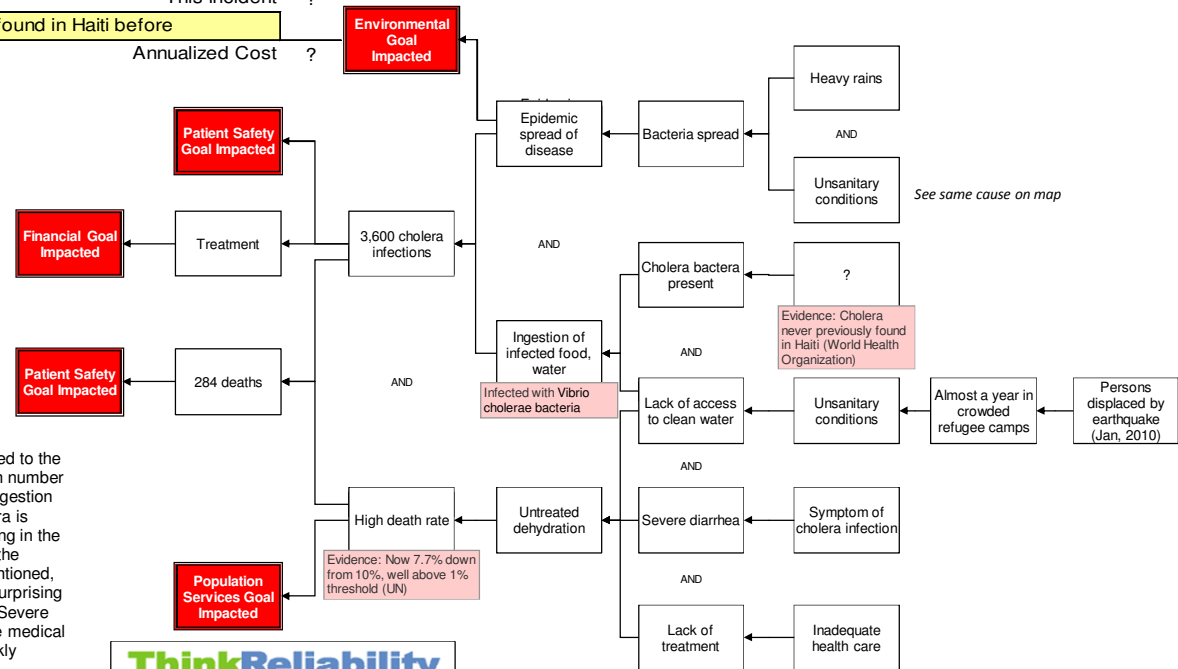 This Incident ?
found in Haiti before
Annualized Cost ?
Environmental
Goal
Impacted
Heavy rains
Patient Safety
Goal Impacted
Epidemic
spread of
disease
Bacteria spread
AND
Unsanitary
conditions
See same cause on map
Financial Goal
Impacted
Treatment
3,600 cholera
infections
AND
Cholera bactera
present
?
Evidence: Cholera
never previously found
in Haiti (World Health
Organization)
Ingestion of
infected food,
water
AND
Infected with Vibrio
cholerae bacteria
Patient Safety
Goal Impacted
284 deaths
AND
Lack of access
to clean water
Unsanitary
conditions
Almost a year in
crowded
refugee camps
Persons
displaced by
earthquake
(Jan, 2010)
AND
ed to the
number
gestion
ra is
ng in the
the
ntioned,
urprising
Severe
e medical
kly
High death rate
Untreated
dehydration
Severe diarrhea
Symptom of
cholera infection
Evidence: Now 7.7% down
from 10%, well above 1%
threshold (UN)
AND
Population
Services Goal
Impacted
Lack of
treatment
Inadequate
health care
ThinkReliability